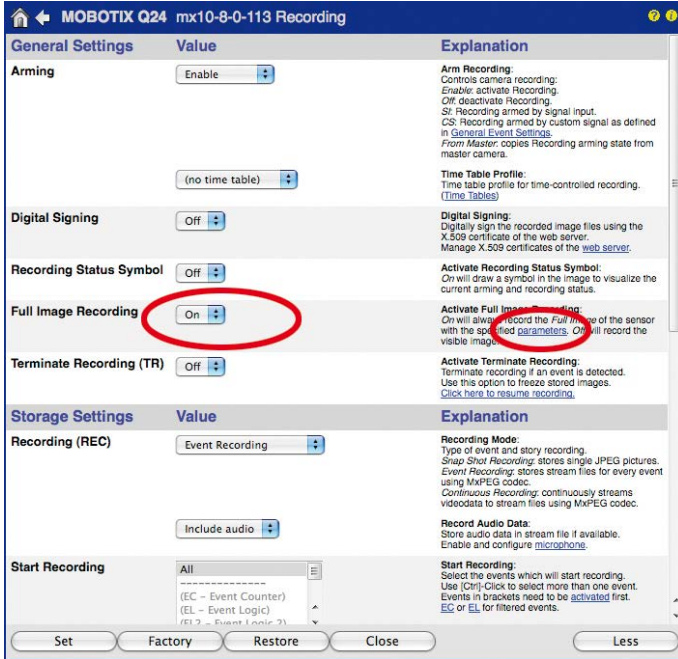 MOBOTIX Q24 mx10-8-0-113 Recording
General Settings Value Explanation
Arming
Enable
Arm Recording:
Controls camera recording:
Enable: activate Recording.
Off: deactivate Recording.
SI: Recording armed by signal input.
CS: Recording armed by custom signal as defined
in General Event Settings.
From Master: copies Recording arming state from
master camera.
(no time table)
Time Table Profile:
Time table profile for time-controlled recording.
(Time Tables)
Digital Signing
Off
Digital Signing:
Digitally sign the recorded image files using the
X.509 certificate of the web server.
Manage X.509 certificates of the web server.
Recording Status Symbol
Off
Activate Recording Status Symbol:
On will draw a symbol in the image to visualize the
current arming and recording status.
Full Image Recording
On
Activate Full Image Recording:
On will always record the Full Image of the sensor
with the specified parameters. Off will record the
visible image.
Terminate Recording (TR)
Off
Activate Terminate Recording:
Terminate recording if an event is detected.
Use this option to freeze stored images.
Click here to resume recording.
Storage Settings Value Explanation
Recording (REC)
Event Recording
Recording Mode:
Type of event and story recording.
Snap Shot Recording: stores single JPEG pictures.
Event Recording: stores stream files for every event
using MxPEG codec.
Continuous Recording: continuously streams
videodata to stream files using MxPEG codec.
Include audio
Record Audio Data:
Store audio data in stream file if available.
Enable and configure microphone.
Start Recording
All
--------------
(EC – Event Counter)
(EL – Event Logic)
(EL2 – Event Logic 2)
Start Recording:
Select the events which will start recording.
Use [Ctrl]-Click to select more than one event.
Events in brackets need to be activated first.
EC or EL for filtered events.
Set Factory Restore Close Less